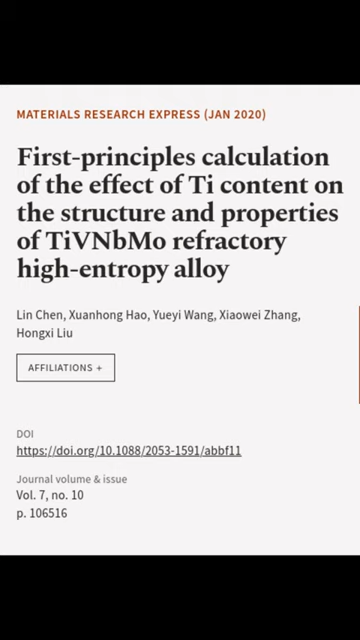 MATERIALS RESEARCH EXPRESS (JAN 2020)
First-principles calculation
of the effect of Ti content on
the structure and properties
of TiVNbMo refractory
high-entropy alloy
Lin Chen, Xuanhong Hao, Yueyi Wang, Xiaowei Zhang,
Hongxi Liu
AFFILIATIONS +
DOI
https://doi.org/10.1088/2053-1591/abbf11
Journal volume & issue
Vol. 7, no. 10
p. 106516